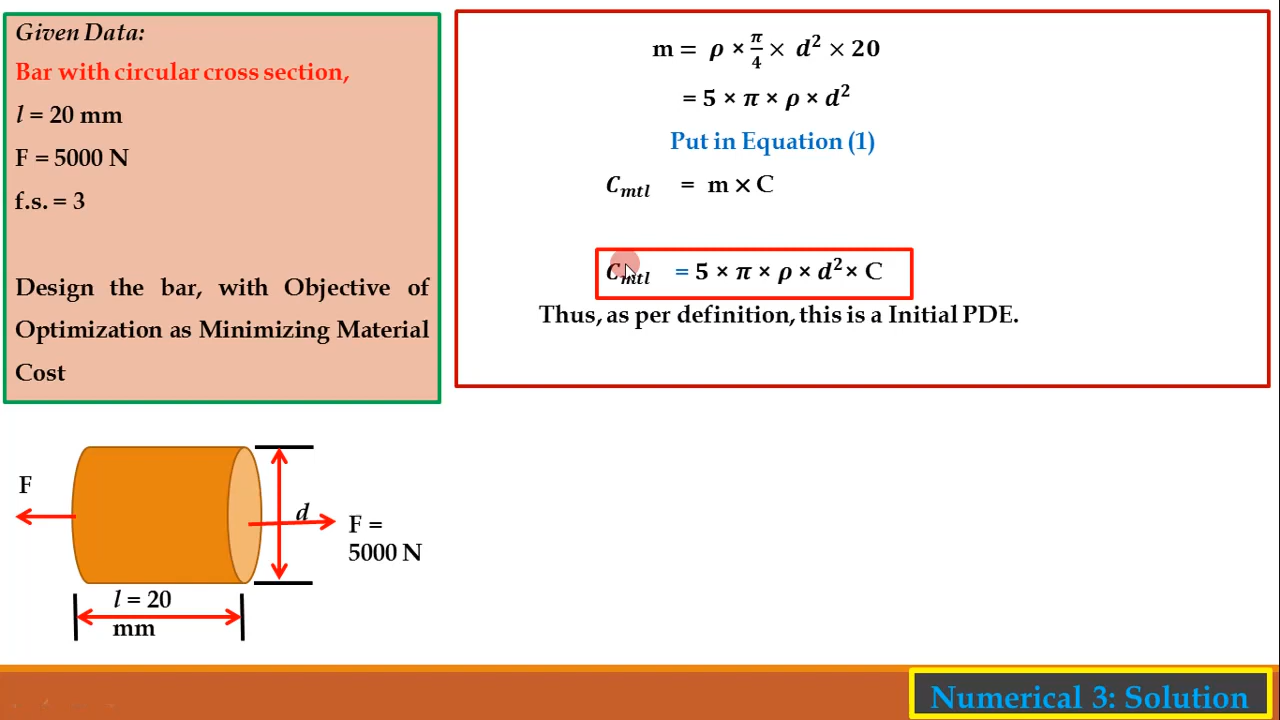 Given Data:
Bar with circular cross section,
l = 20 mm
F = 5000 N
f.s. = 3
Design the bar, with Objective of
Optimization as Minimizing Material
Cost
m = ρ × π/4 × d² × 20
= 5 × π × ρ × d²
Put in Equation (1)
C_mtl = m × C
C_mtl = 5 × π × ρ × d² × C
Thus, as per definition, this is a Initial PDE.
F
d
F =
5000 N
l = 20
mm
Numerical 3: Solution